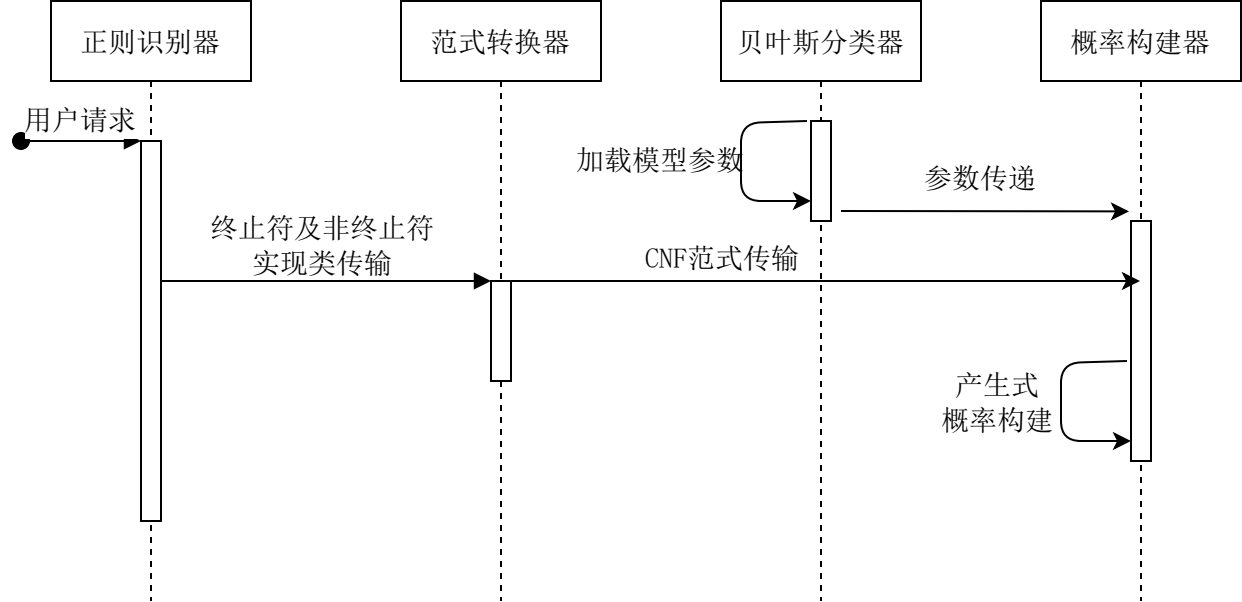 正则识别器
范式转换器
贝叶斯分类器
概率构建器
用户请求
加载模型参数
参数传递
终止符及非终止符
实现类传输
CNF范式传输
产生式
概率构建